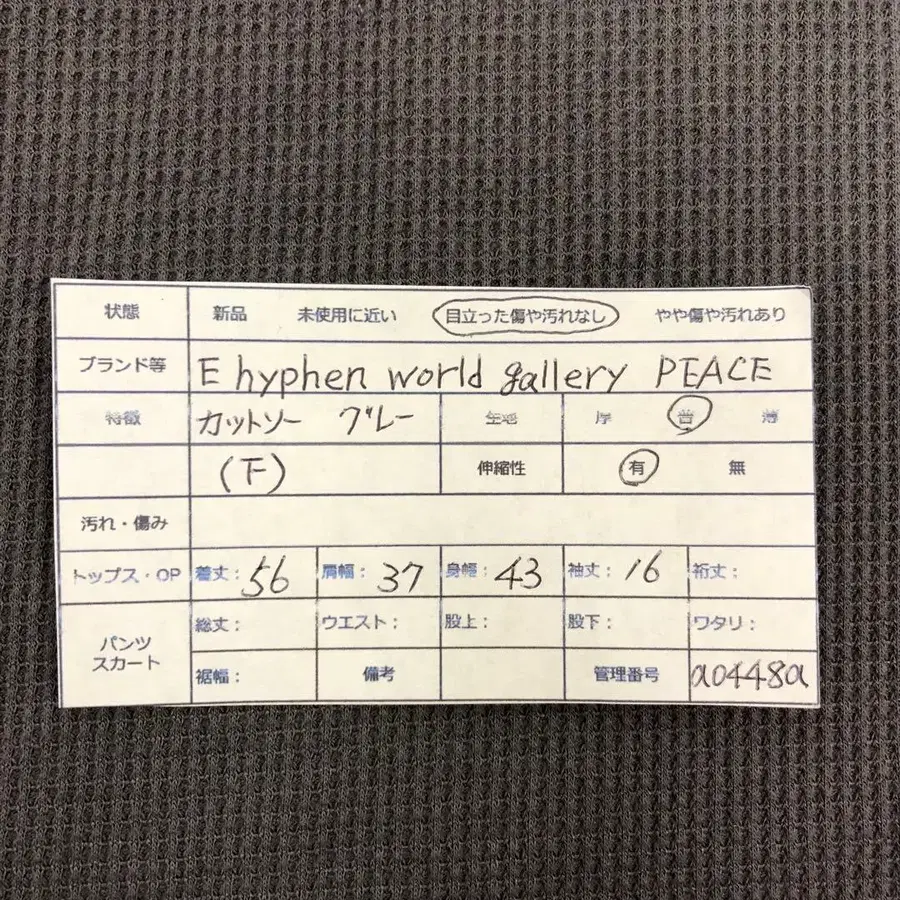 状態 新品 未使用に近い 目立った傷や汚れなし やや傷や汚れあり
ブランド等 E hyphen world gallery PEACE
特徴 カットソー グレー 生地 厚 普 薄
(下) 伸縮性 有 無
汚れ・傷み
トップス・OP 着丈: 56 肩幅: 37 身幅: 43 袖丈: 16 裄丈:
パンツ スカート 総丈: ウエスト: 股上: 股下: ワタリ:
裾幅: 備考 管理番号 a0448a